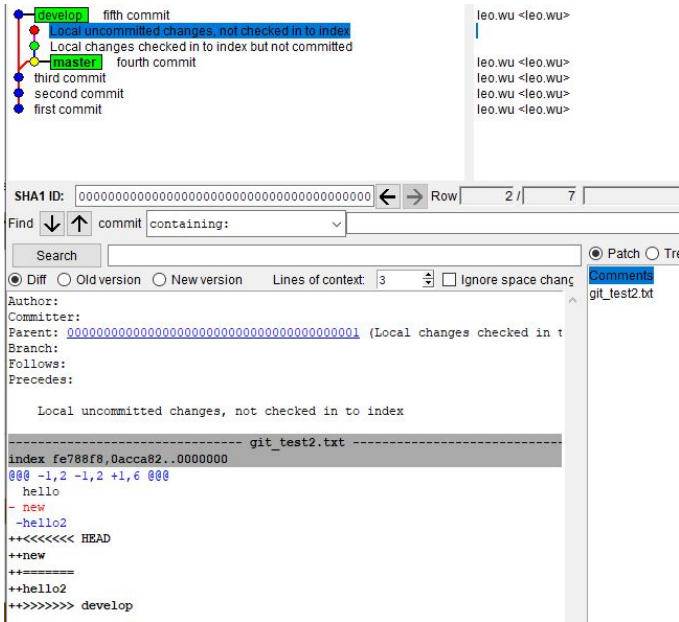 develop fifth commit leo.wu <leo.wu>
Local uncommitted changes, not checked in to index
Local changes checked in to index but not committed
master fourth commit leo.wu <leo.wu>
third commit leo.wu <leo.wu>
second commit leo.wu <leo.wu>
first commit leo.wu <leo.wu>
SHA1 ID: 0000000000000000000000000000000000000000 Row 2 / 7
Find commit containing:
Search
Patch Tre
Diff Old version New version Lines of context: 3 Ignore space chang
Comments
git_test2.txt
Author:
Committer:
Parent: 0000000000000000000000000000000000000001 (Local changes checked in t
Branch:
Follows:
Precedes:
Local uncommitted changes, not checked in to index
---------------------------- git_test2.txt ----------------------------
index fe788f8,0acca82..0000000
@@@ -1,2 -1,2 +1,6 @@@
  hello
- new
 -hello2
++<<<<<<< HEAD
++new
++=======
++hello2
++>>>>>>> develop